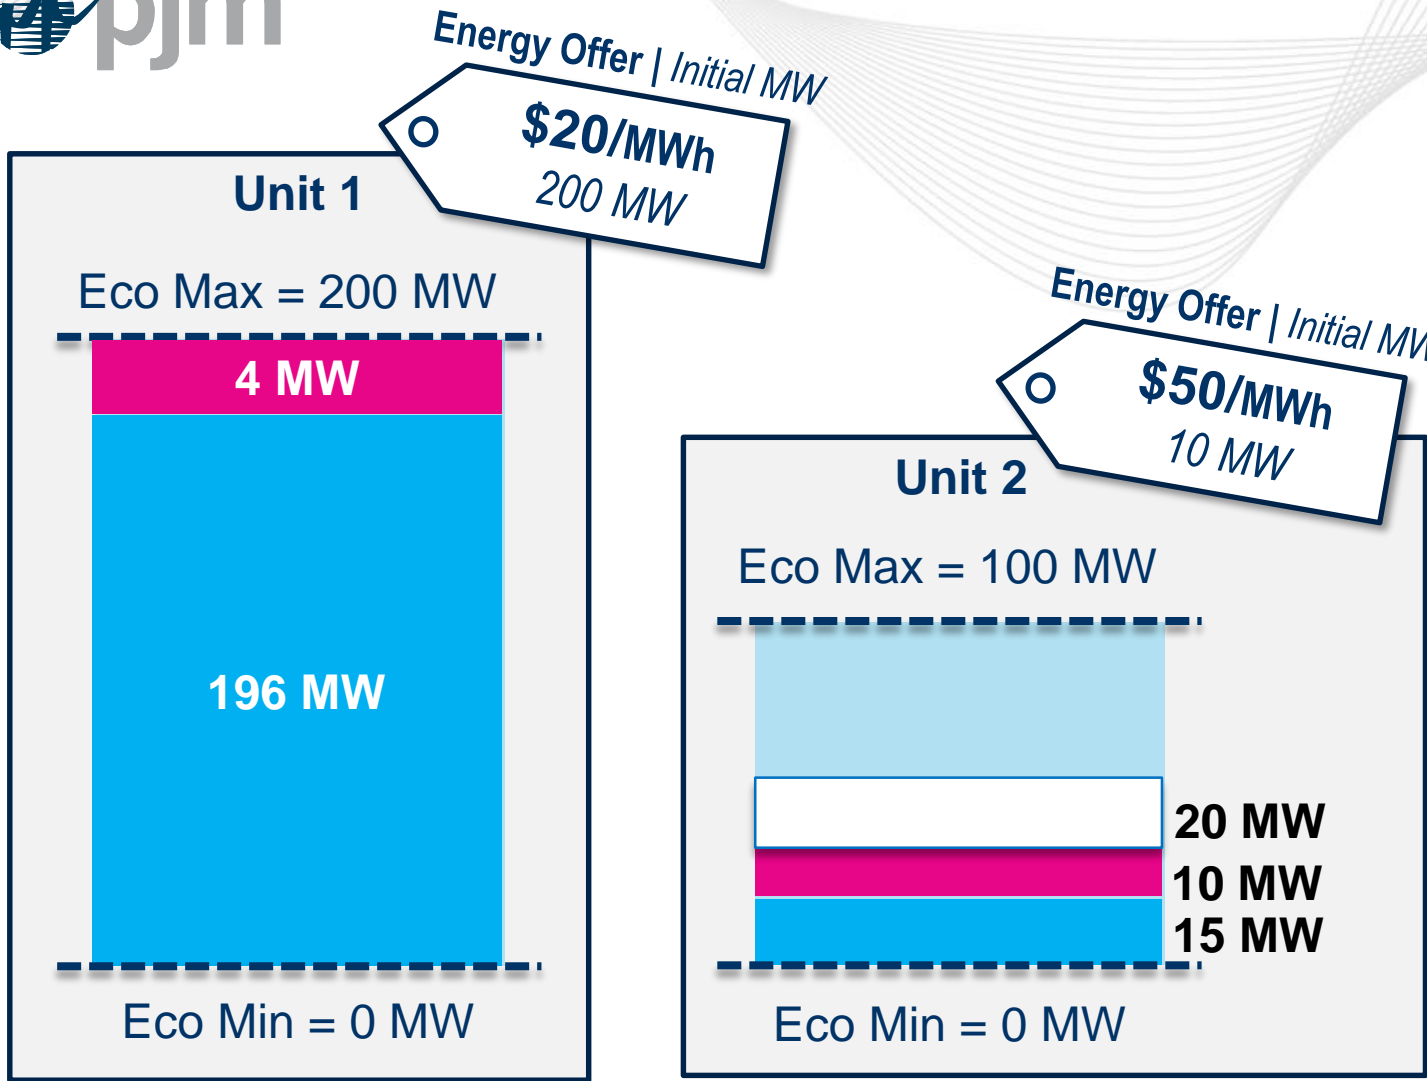 pjm
Energy Offer | Initial MW
$20/MWh
200 MW
Unit 1
Eco Max = 200 MW
4 MW
196 MW
Eco Min = 0 MW
Energy Offer | Initial MW
$50/MWh
10 MW
Unit 2
Eco Max = 100 MW
20 MW
10 MW
15 MW
Eco Min = 0 MW